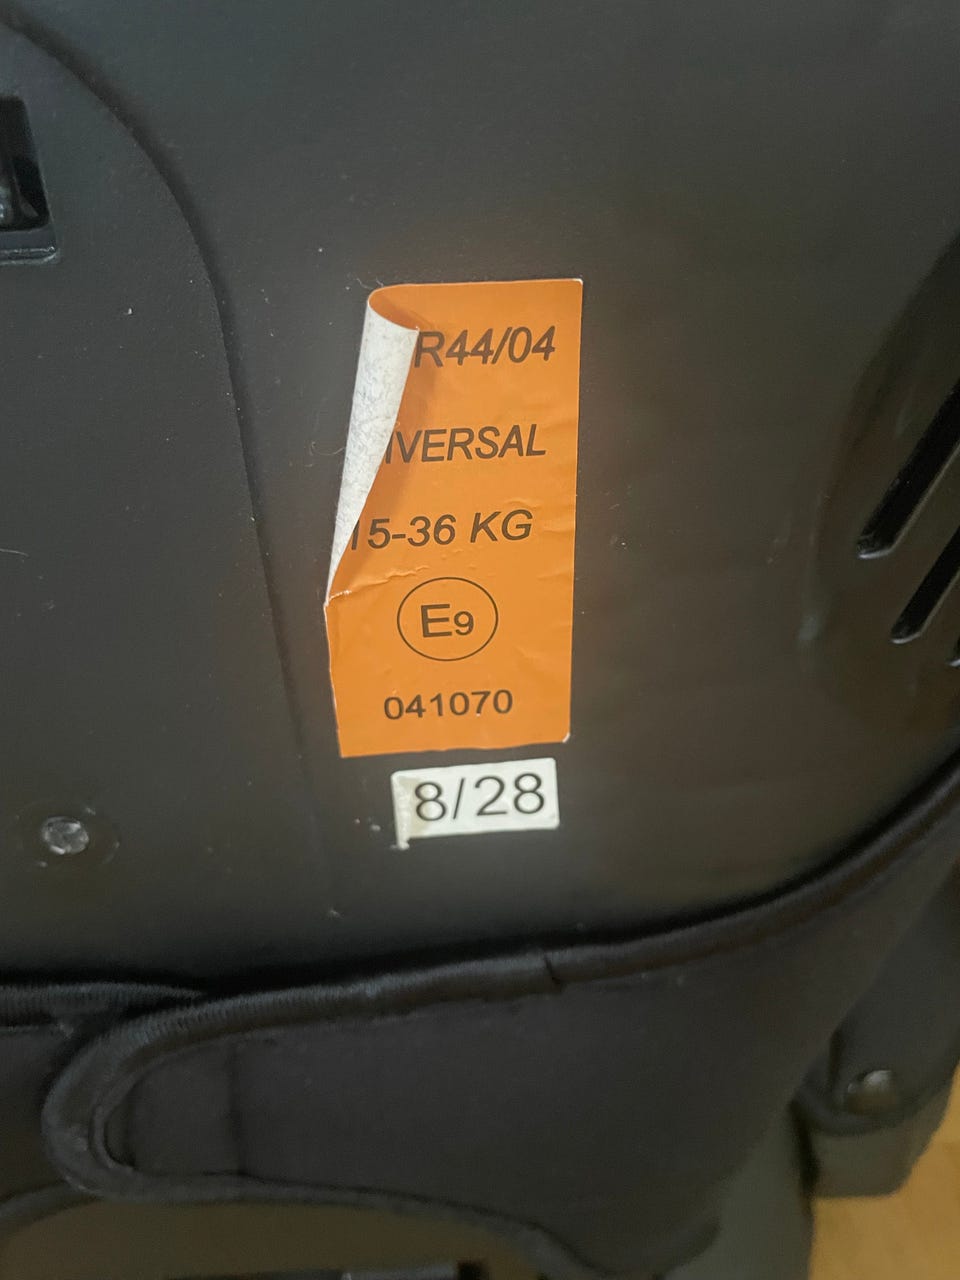 R44/04
IVERSAL
15-36 KG
E9
041070
8/28